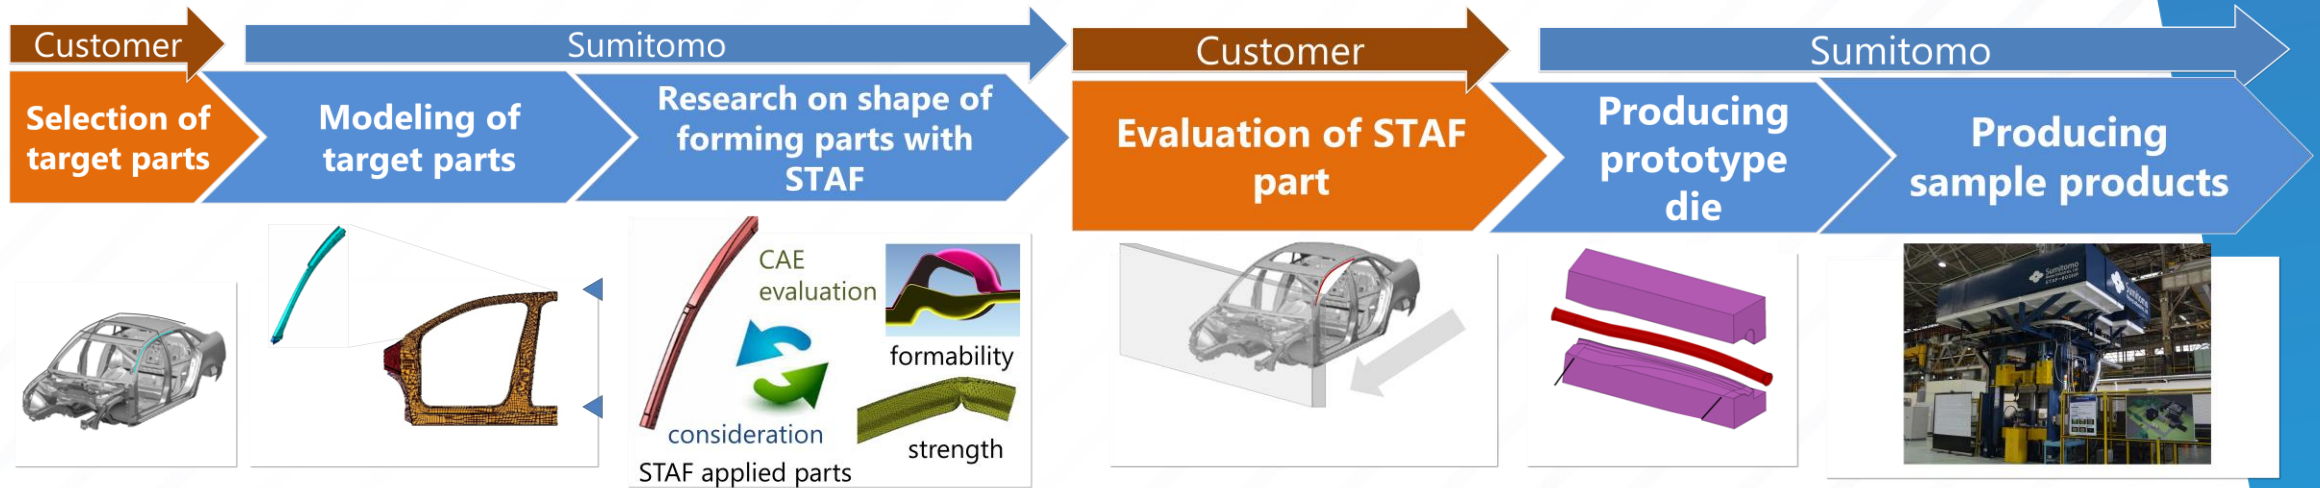 Customer
Sumitomo
Customer
Sumitomo
Selection of
target parts
Modeling of
target parts
Research on shape of
forming parts with
STAF
Evaluation of STAF
part
Producing
prototype
die
Producing
sample products
CAE
evaluation
formability
consideration
strength
STAF applied parts
Sumitomo
Sumitomo